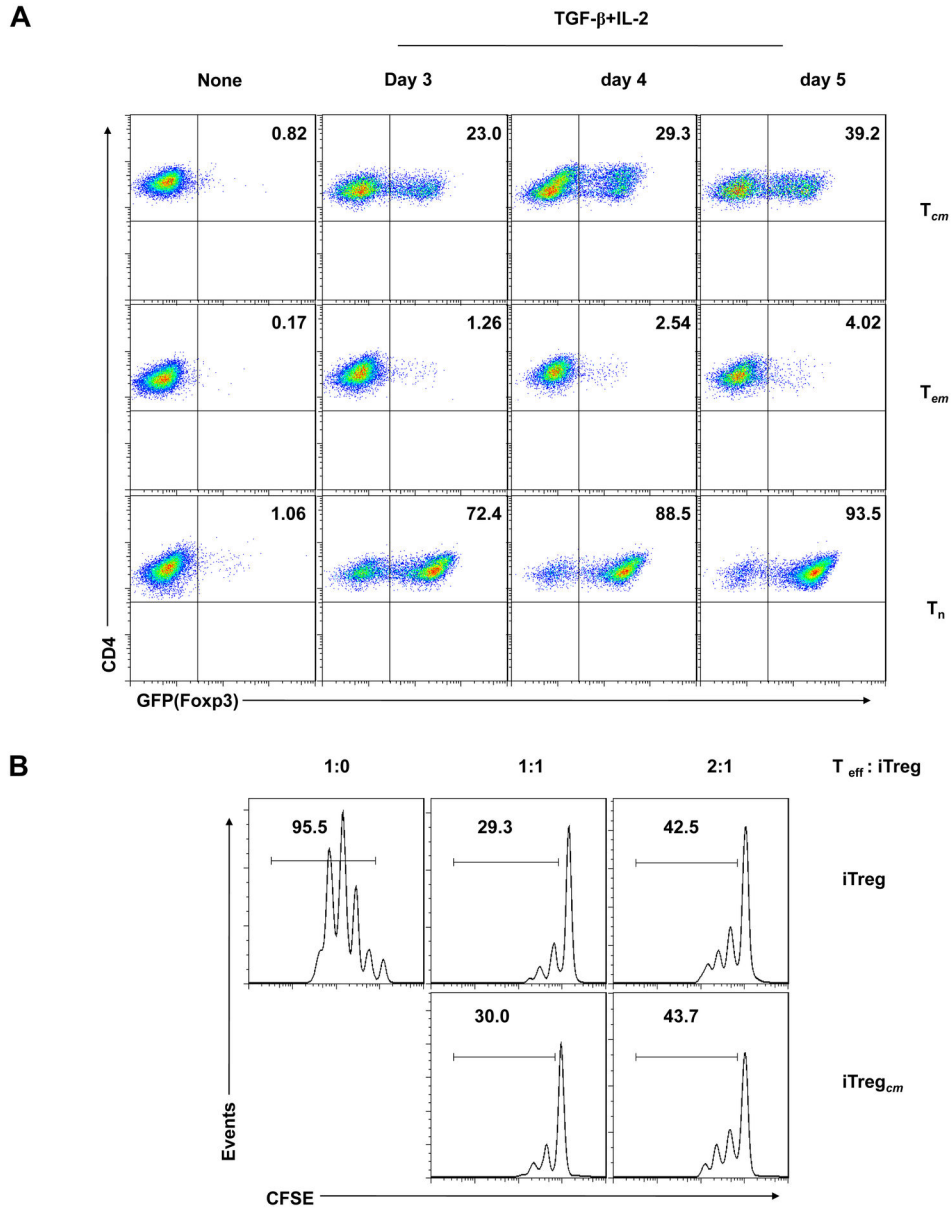 A
TGF-β+IL-2
None Day 3 day 4 day 5
0.82 23.0 29.3 39.2
Tcm
0.17 1.26 2.54 4.02
Tem
1.06 72.4 88.5 93.5
Tn
CD4
GFP(Foxp3)
B
1:0 1:1 2:1 T eff : iTreg
95.5 29.3 42.5
iTreg
30.0 43.7
iTregcm
Events
CFSE